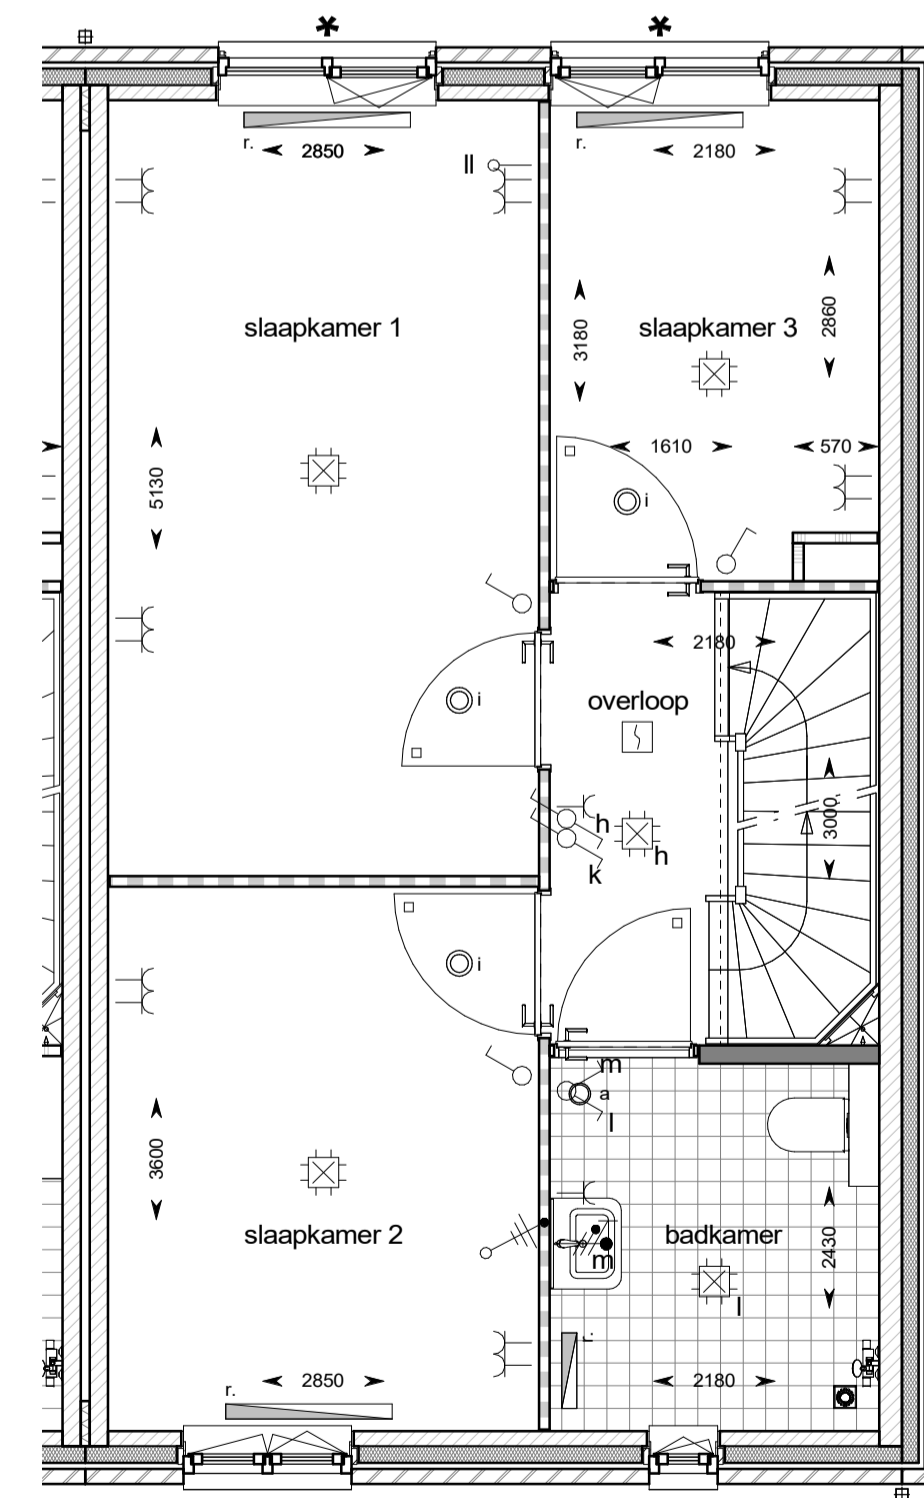 * *
r. r.
2850 2180
ll
slaapkamer 1 slaapkamer 3
3180 2860
1610 570
5130
i
2180
overloop
i
h
h
k
3000
i
m
a
l
3600
slaapkamer 2 badkamer
m
l
2430
r.
2850 2180
r.